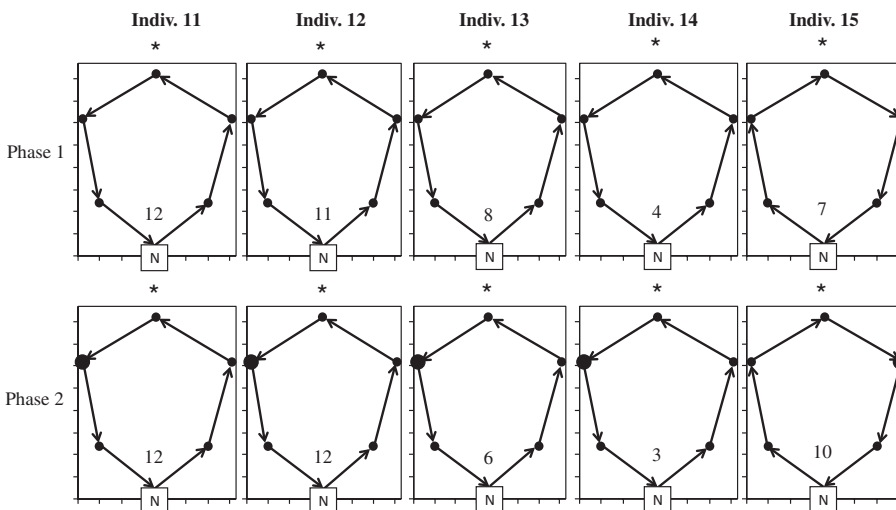 Indiv. 11 Indiv. 12 Indiv. 13 Indiv. 14 Indiv. 15
* * * * *
Phase 1
12 11 8 4 7
N N N N N
* * * * *
Phase 2
12 12 6 3 10
N N N N N